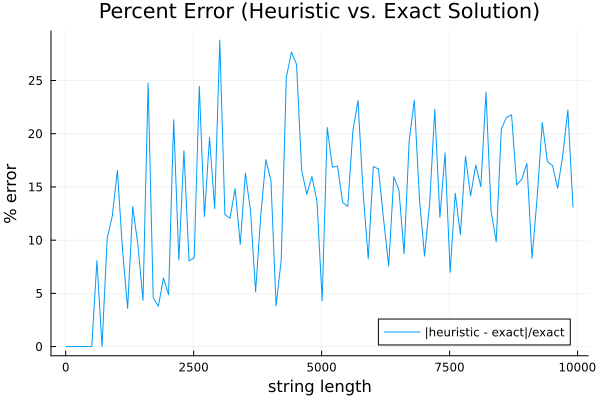 Percent Error (Heuristic vs. Exact Solution)
% error
25
20
15
10
5
0
|heuristic - exact|/exact
0
2500
5000
7500
10000
string length